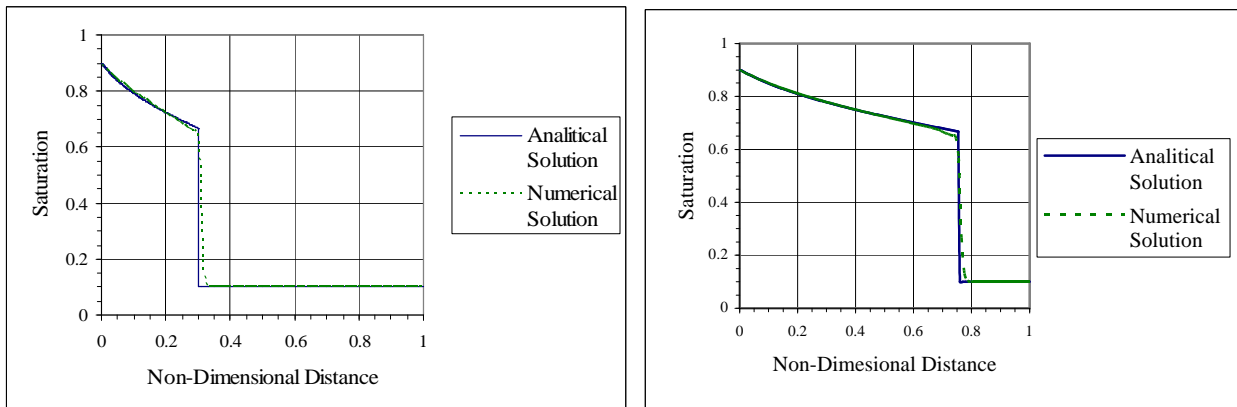 1
0.8
0.6
0.4
0.2
0
Saturation
0 0.2 0.4 0.6 0.8 1
Non-Dimensional Distance
Analitical
Solution
Numerical
Solution
1
0.8
0.6
0.4
0.2
0
Saturation
0 0.2 0.4 0.6 0.8 1
Non-Dimesional Distance
Analitical
Solution
Numerical
Solution